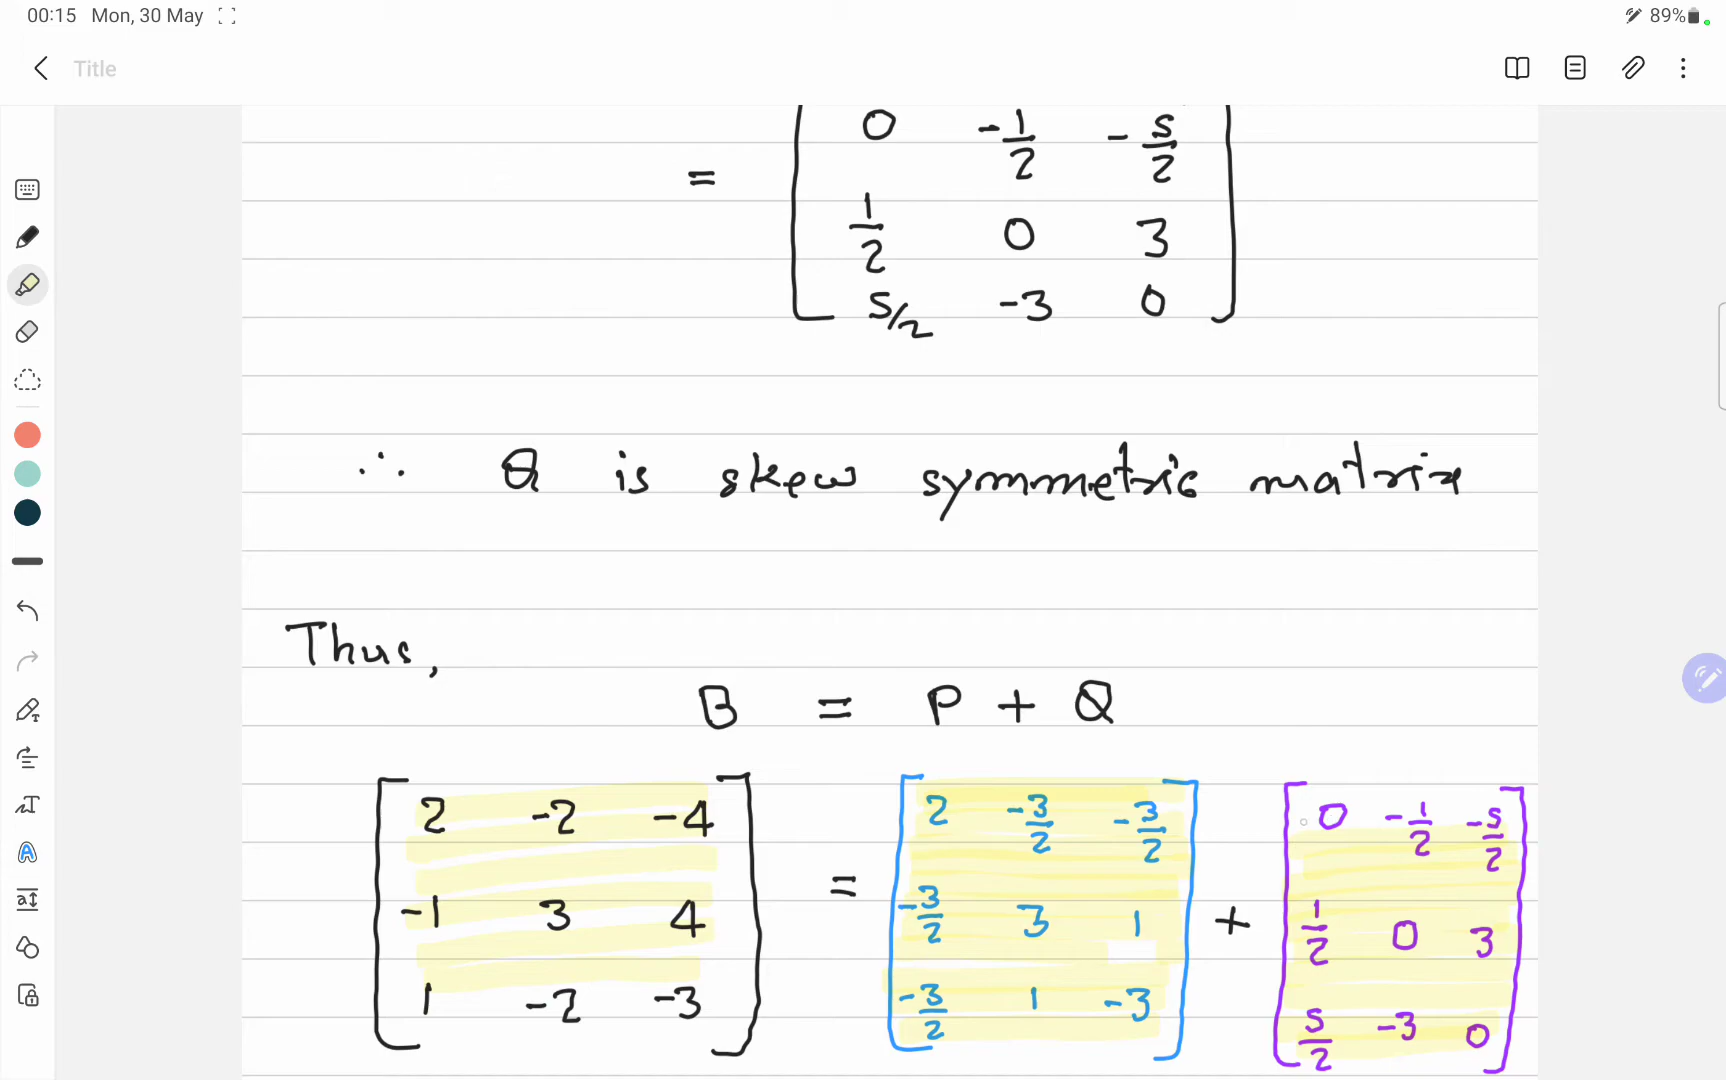 00:15 Mon, 30 May 89%
Title
= [ 0 -1/2 -5/2
1/2 0 3
5/2 -3 0 ]
∴ Q is skew symmetric matrix
Thus,
B = P + Q
[ 2 -2 -4 = [ 2 -3/2 -3/2 + [ 0 -1/2 -5/2
-1 3 4 -3/2 3 1 1/2 0 3
1 -2 -3 ] -3/2 1 -3 ] 5/2 -3 0 ]